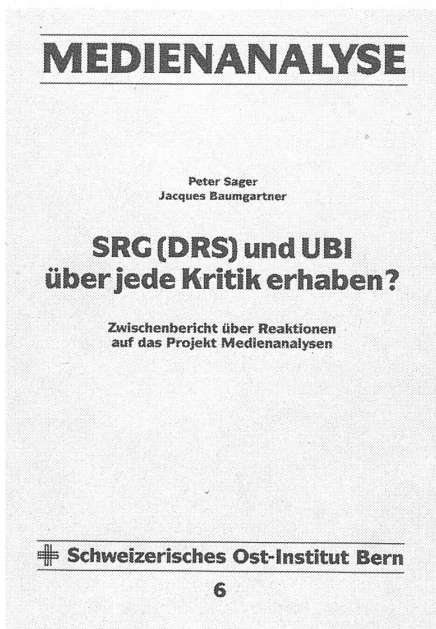 MEDIENANALYSE
Peter Sager
Jacques Baumgartner
SRG (DRS) und UBI
über jede Kritik erhaben?
Zwischenbericht über Reaktionen
auf das Projekt Medienanalysen
Schweizerisches Ost-Institut Bern
6